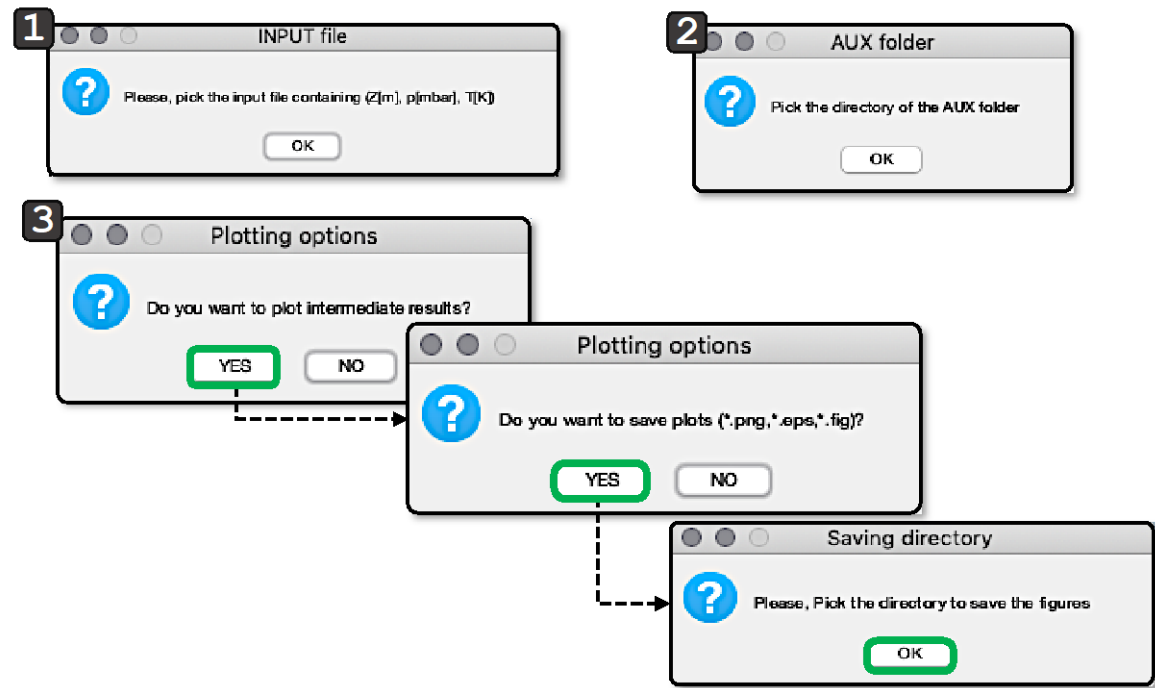 1
INPUT file
Please, pick the input file containing (Z[m], p[mbar], T[K])
OK
2
AUX folder
Pick the directory of the AUX folder
OK
3
Plotting options
Do you want to plot intermediate results?
YES NO
Plotting options
Do you want to save plots (*.png,*.eps,*.fig)?
YES NO
Saving directory
Please, Pick the directory to save the figures
OK